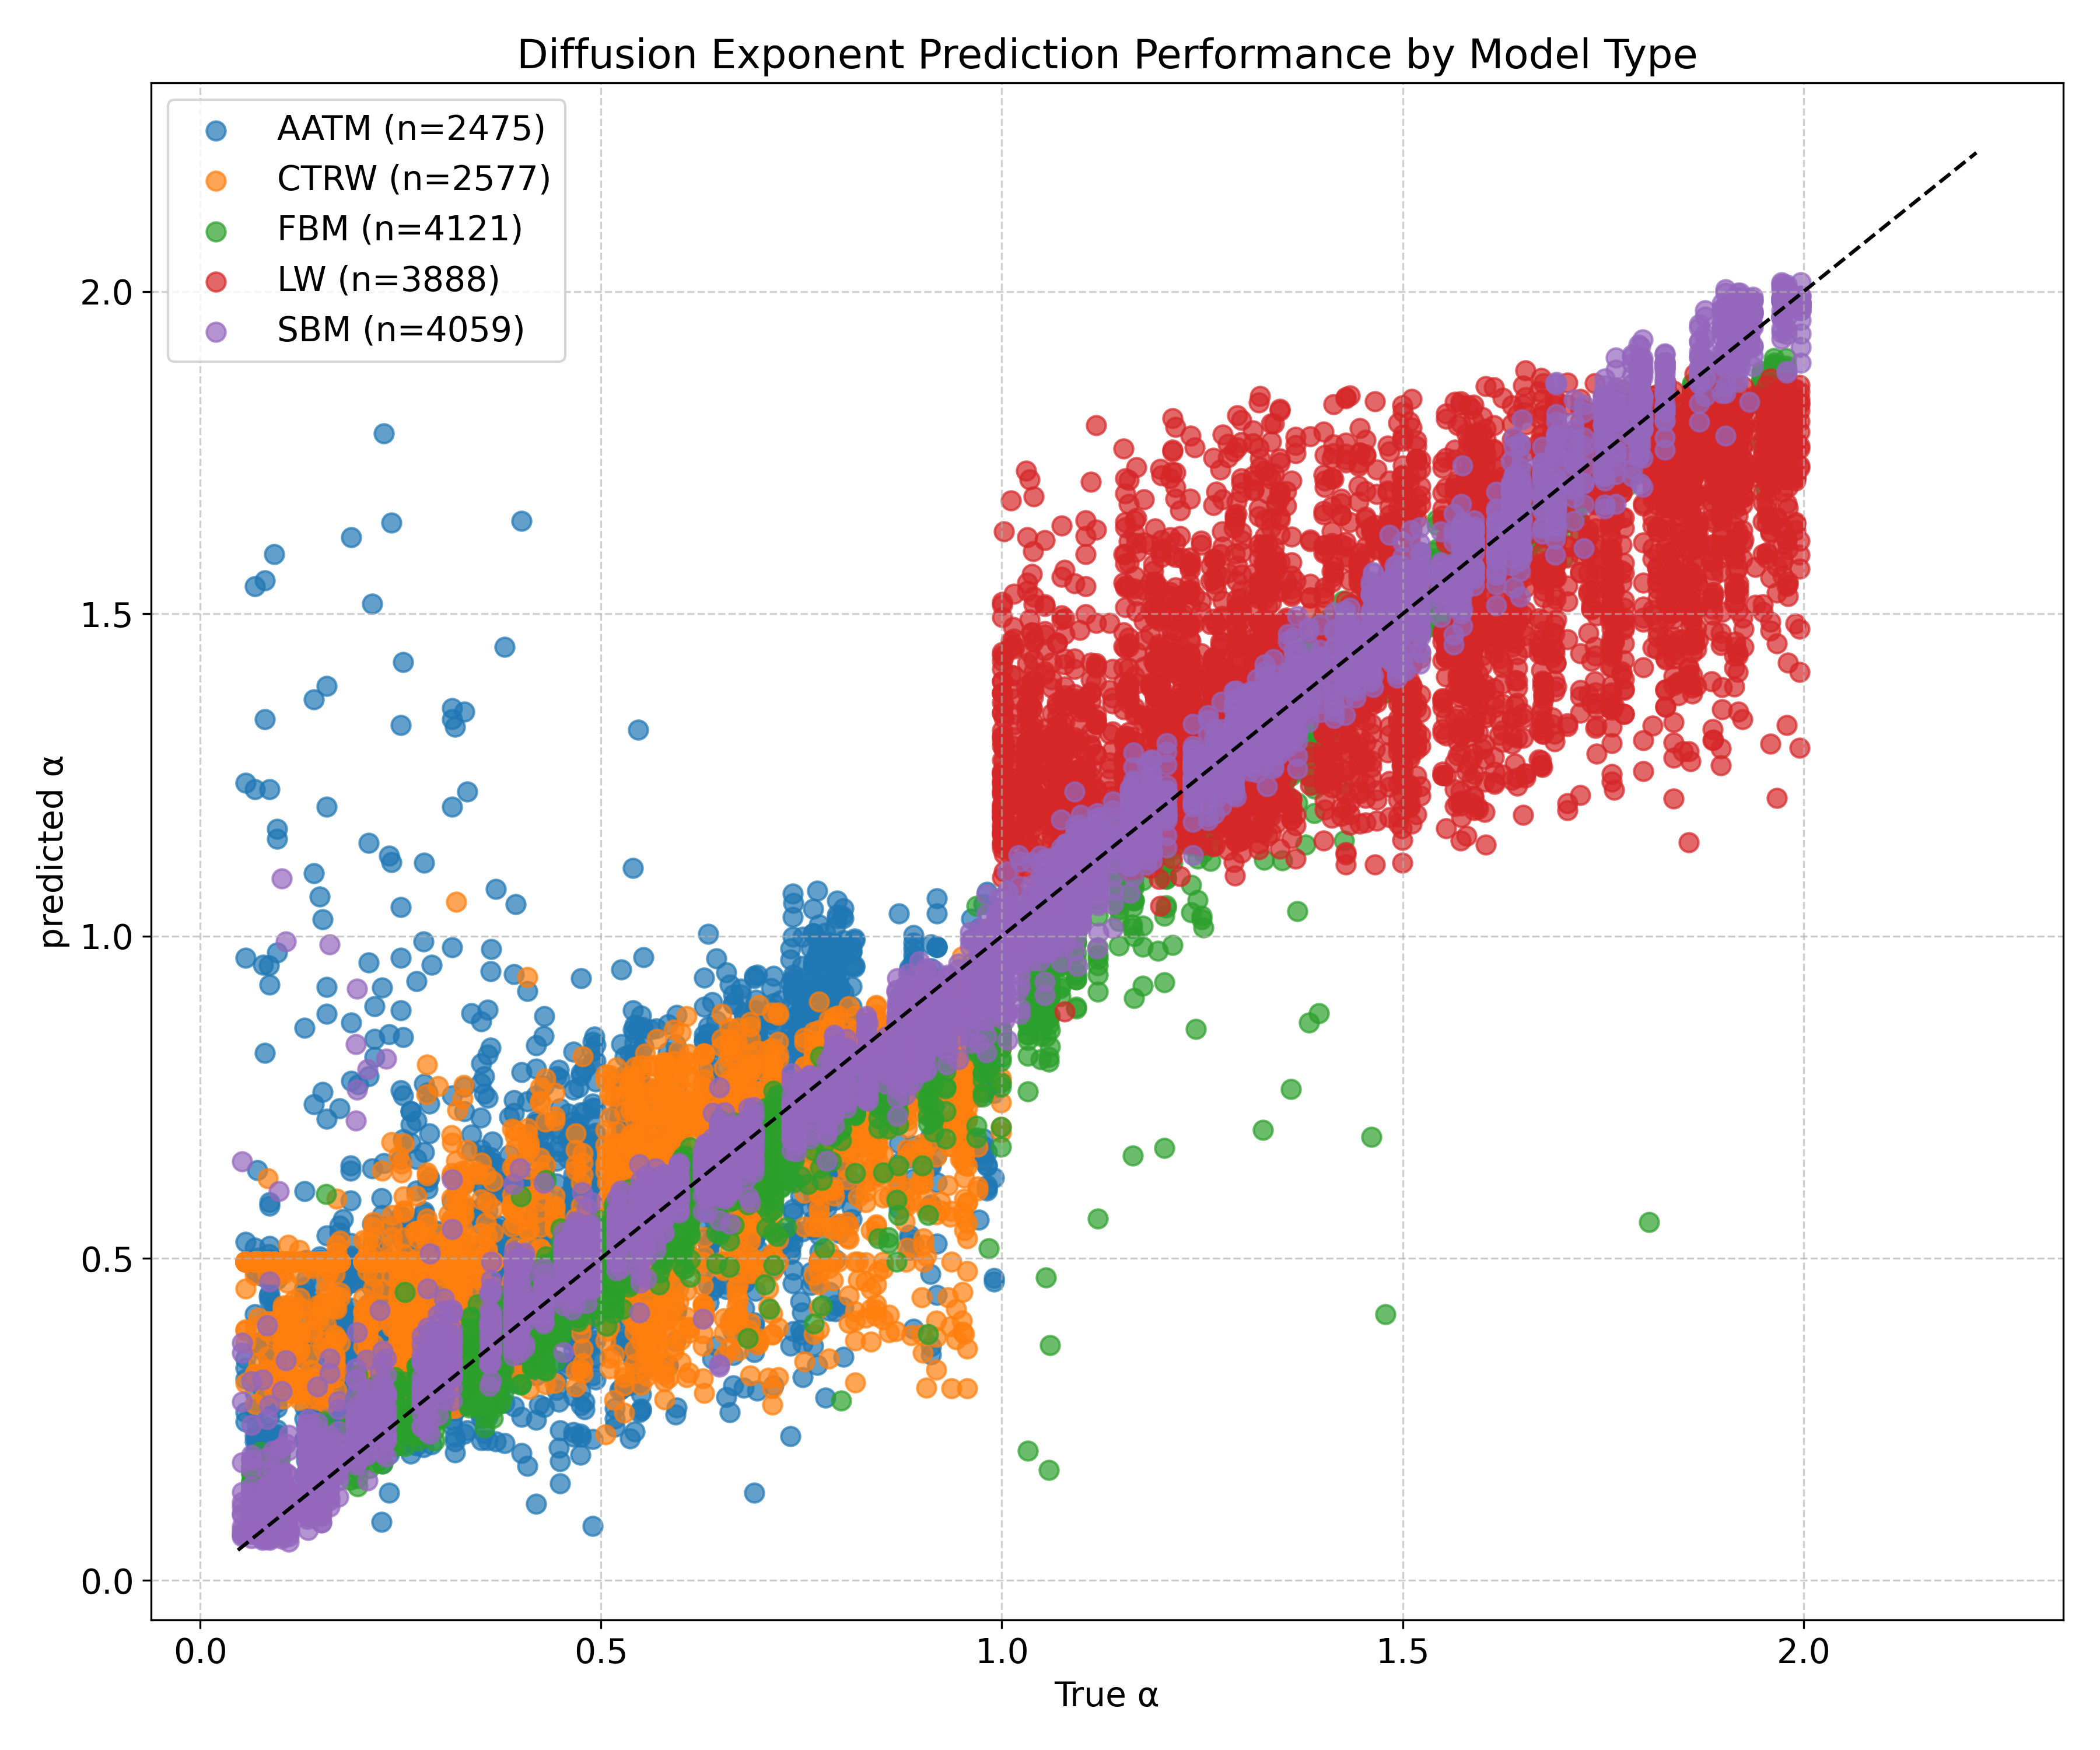 Diffusion Exponent Prediction Performance by Model Type
AATM (n=2475)
CTRW (n=2577)
FBM (n=4121)
LW (n=3888)
SBM (n=4059)
predicted α
2.0
1.5
1.0
0.5
0.0
0.0 0.5 1.0 1.5 2.0
True α